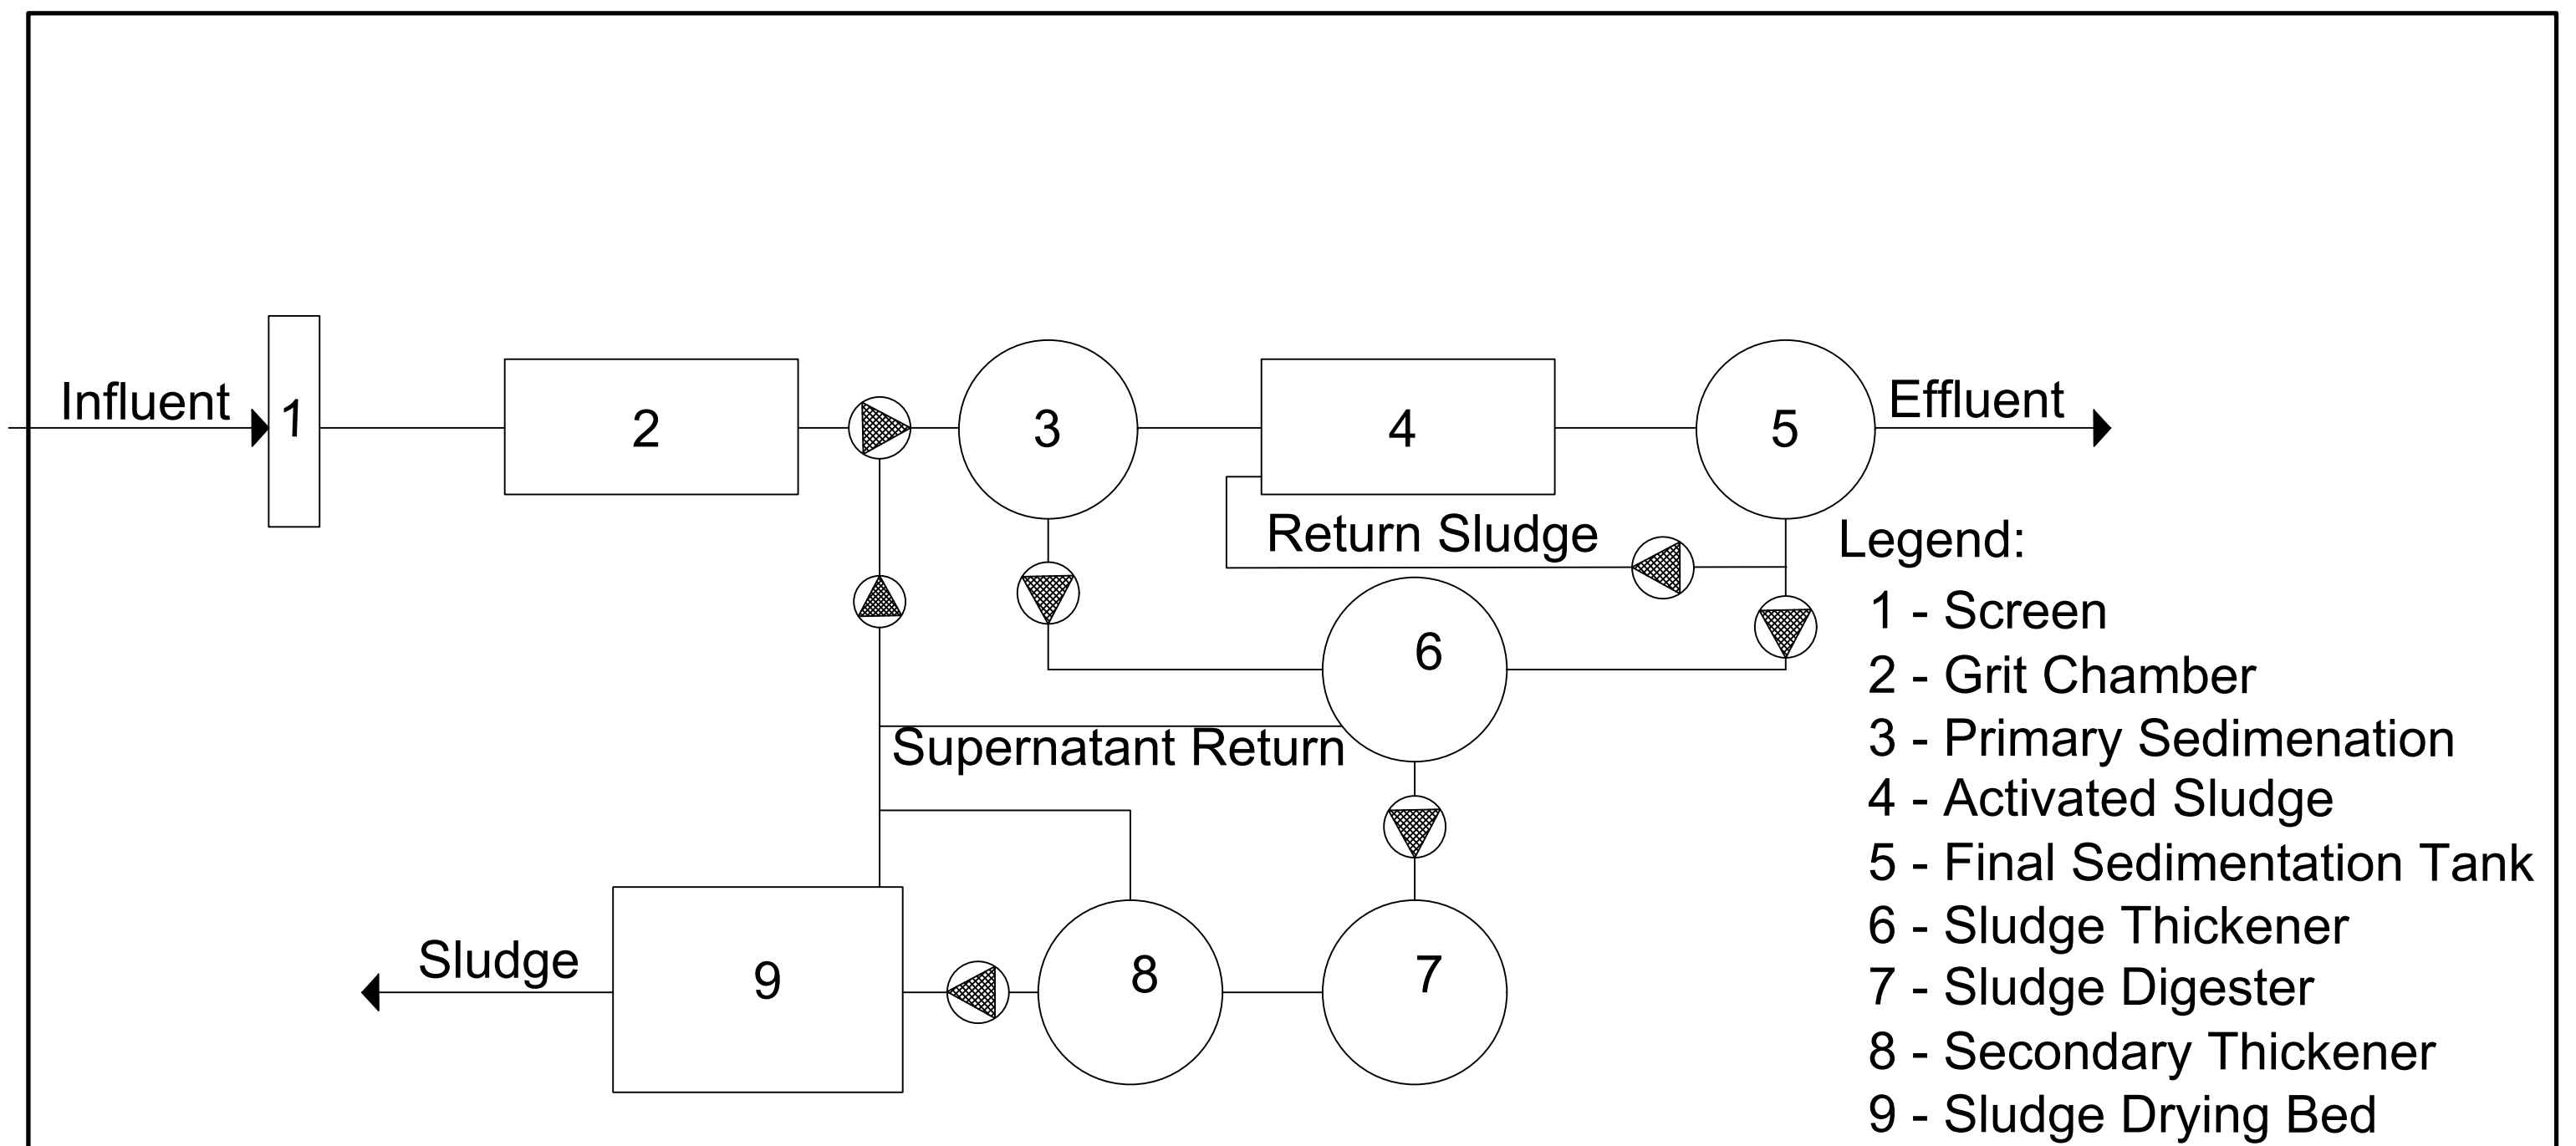 Influent
1
2
3
4
5
Effluent
Return Sludge
6
Supernatant Return
Sludge
9
8
7
Legend:
1 - Screen
2 - Grit Chamber
3 - Primary Sedimenation
4 - Activated Sludge
5 - Final Sedimentation Tank
6 - Sludge Thickener
7 - Sludge Digester
8 - Secondary Thickener
9 - Sludge Drying Bed